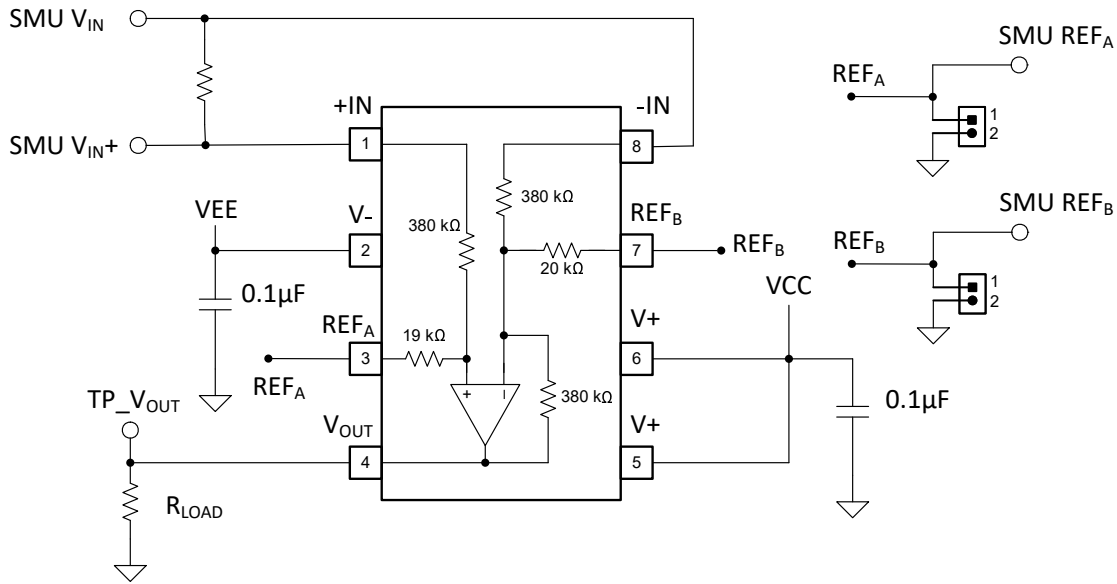 SMU VIN
SMU VIN+
+IN
-IN
1
8
380 kΩ
380 kΩ
VEE
V-
2
REFB
7
REFB
20 kΩ
0.1µF
REFA
3
19 kΩ
REFA
VCC
V+
6
+
–
380 kΩ
0.1µF
TP_VOUT
VOUT
4
V+
5
RLOAD
SMU REFA
REFA
1
2
SMU REFB
REFB
1
2